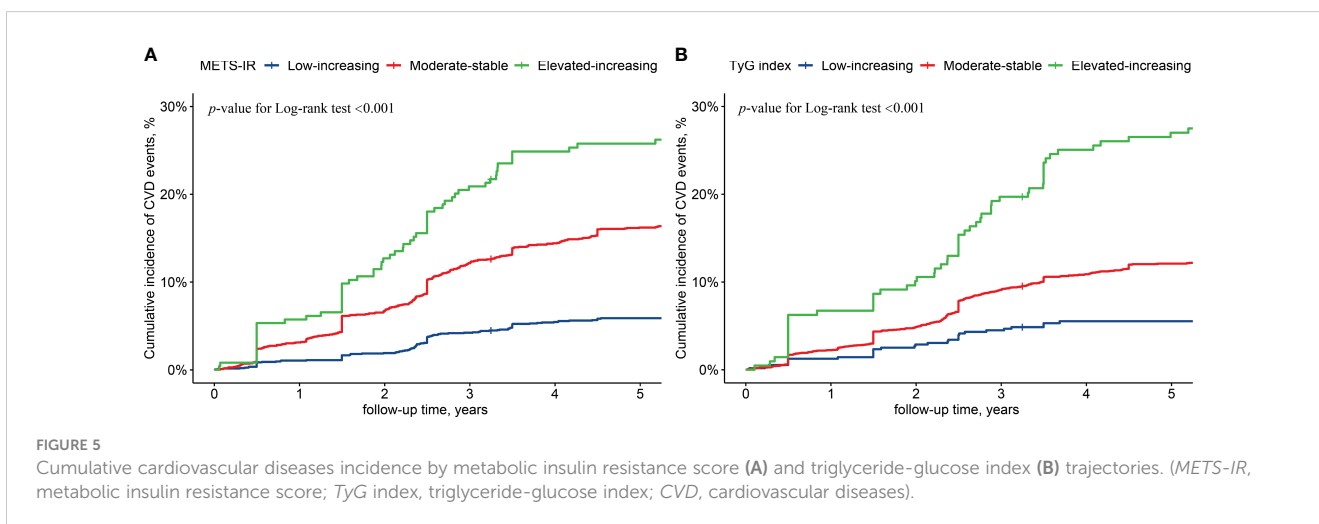 A
METS-IR Low-increasing Moderate-stable Elevated-increasing
p-value for Log-rank test <0.001
Cumulative incidence of CVD events, %
30%
20%
10%
0%
0 1 2 3 4 5
follow-up time, years
B
TyG index Low-increasing Moderate-stable Elevated-increasing
p-value for Log-rank test <0.001
Cumulative incidence of CVD events, %
30%
20%
10%
0%
0 1 2 3 4 5
follow-up time, years
FIGURE 5
Cumulative cardiovascular diseases incidence by metabolic insulin resistance score (A) and triglyceride-glucose index (B) trajectories. (METS-IR,
metabolic insulin resistance score; TyG index, triglyceride-glucose index; CVD, cardiovascular diseases).